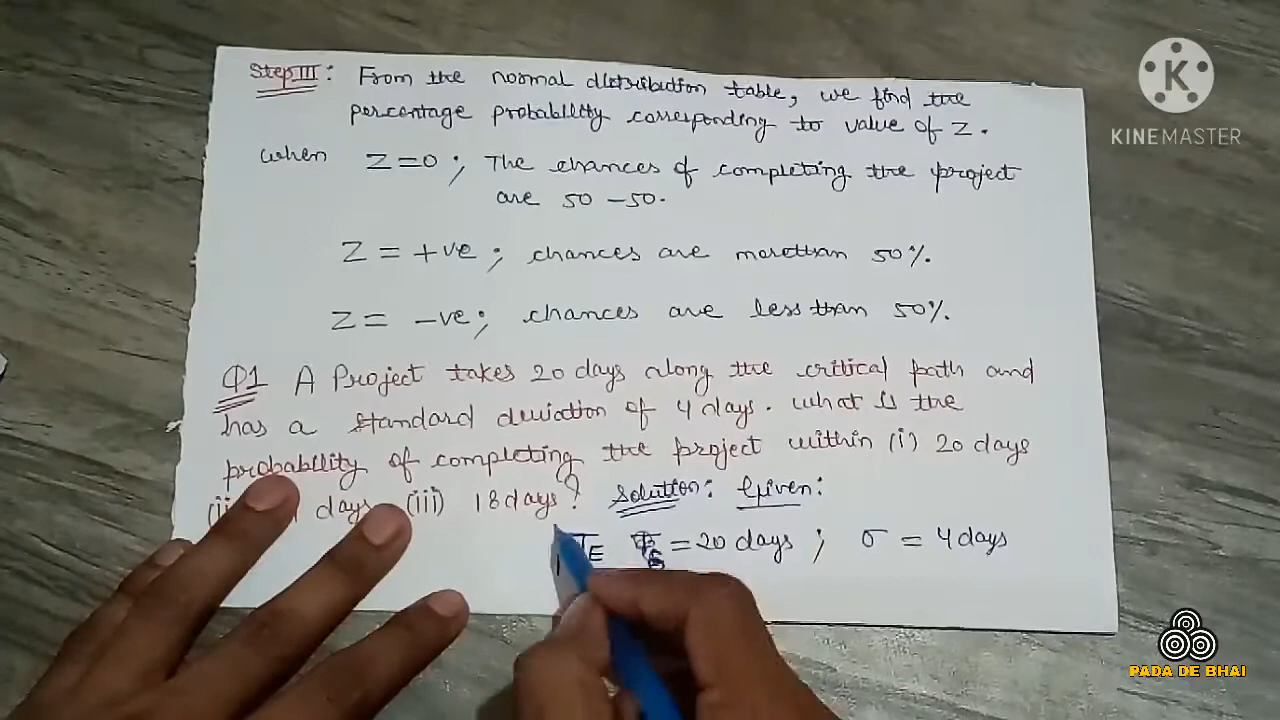 Step III : From the normal distribution table, we find the
percentage probability corresponding to value of Z.
when Z = 0 ; The chances of completing the project
are 50 - 50.
Z = +ve ; chances are more than 50%.
Z = -ve ; chances are less than 50%.
Q1 A Project takes 20 days along the critical path and
has a standard deviation of 4 days. What is the
probability of completing the project within (i) 20 days
days (iii) 18 days? Solution: Given:
TE = 20 days ; σ = 4 days
K
KINEMASTER
PADA DE BHAI